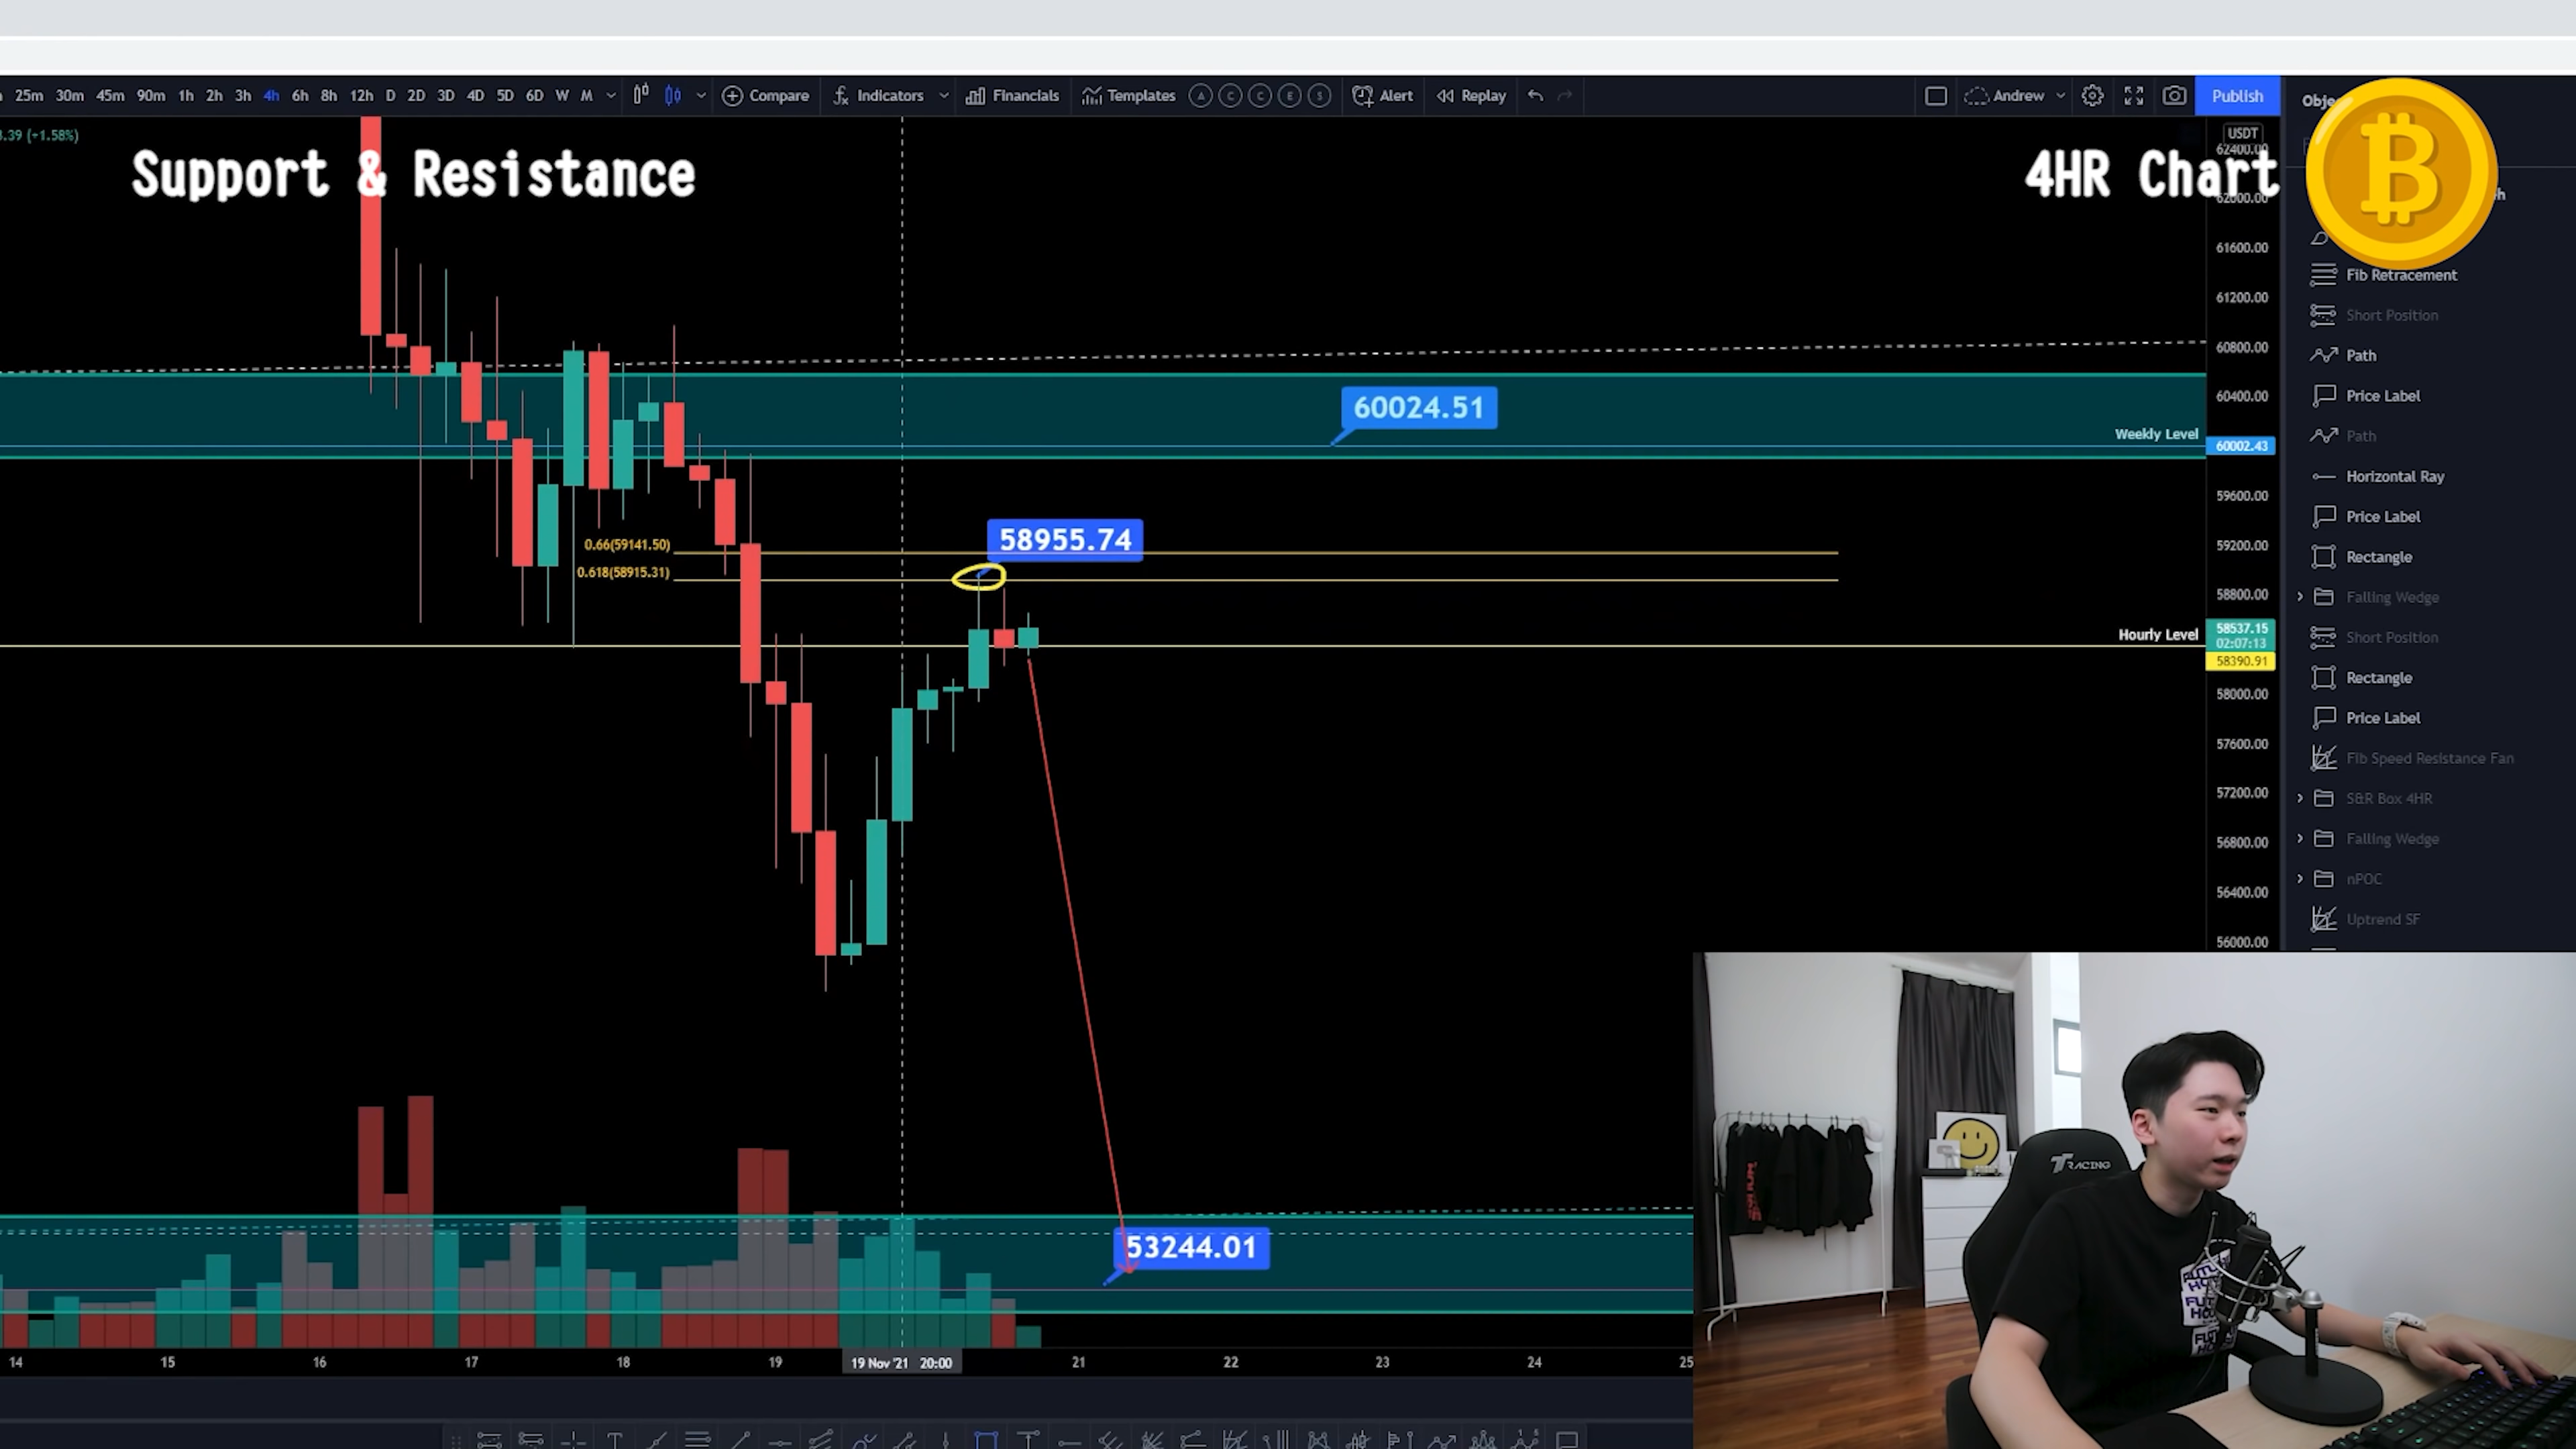 25m 30m 45m 90m 1h 2h 3h 4h 6h 8h 12h D 2D 3D 4D 5D 6D W M Compare Indicators Financials Templates A C C E S Alert Replay Andrew Publish
.39 (+1.58%)
USDT
Support & Resistance
4HR Chart
62400.00
62000.00
61600.00
61200.00
60800.00
60400.00
60024.51
Weekly Level
60002.43
59600.00
58955.74
0.66(59141.50)
59200.00
0.618(58915.31)
58800.00
Hourly Level
58537.15
02:07:13
58390.91
58000.00
57600.00
57200.00
56800.00
56400.00
56000.00
53244.01
14 15 16 17 18 19 19 Nov '21 20:00 21 22 23 24 25
Fib Retracement
Short Position
Path
Price Label
Path
Horizontal Ray
Price Label
Rectangle
Falling Wedge
Short Position
Rectangle
Price Label
Fib Speed Resistance Fan
S&R Box 4HR
Falling Wedge
nPOC
Uptrend SF
TTRACING